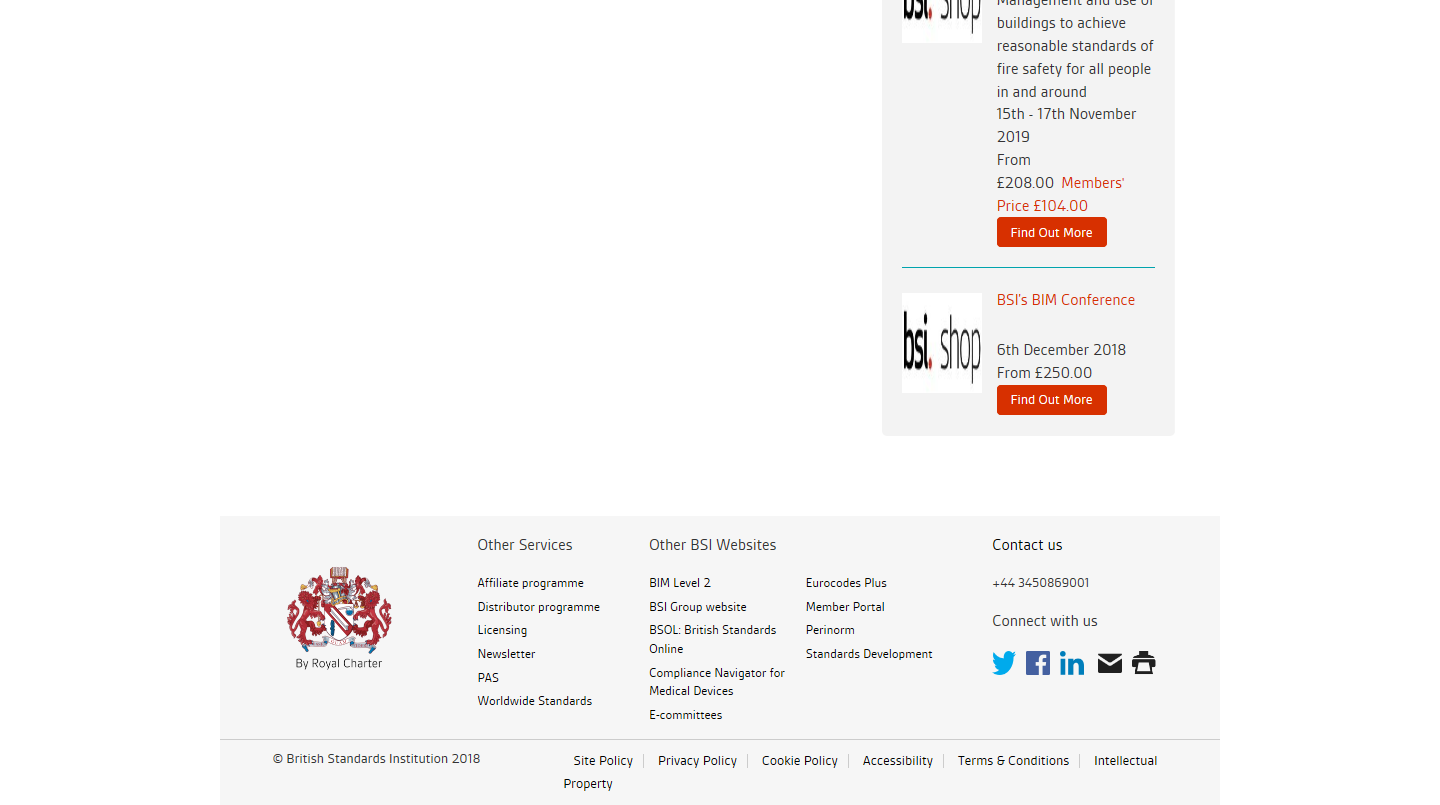 Management and use of
buildings to achieve
reasonable standards of
fire safety for all people
in and around
15th - 17th November
2019
From
£208.00 Members'
Price £104.00
Find Out More
bsi. shop
BSI's BIM Conference
bsi. shop
6th December 2018
From £250.00
Find Out More
Other Services
Affiliate programme
Distributor programme
Licensing
Newsletter
PAS
Worldwide Standards
Other BSI Websites
BIM Level 2
BSI Group website
BSOL: British Standards
Online
Compliance Navigator for
Medical Devices
E-committees
Eurocodes Plus
Member Portal
Perinorm
Standards Development
Contact us
+44 3450869001
Connect with us
By Royal Charter
© British Standards Institution 2018
Site Policy
Privacy Policy
Cookie Policy
Accessibility
Terms & Conditions
Intellectual
Property